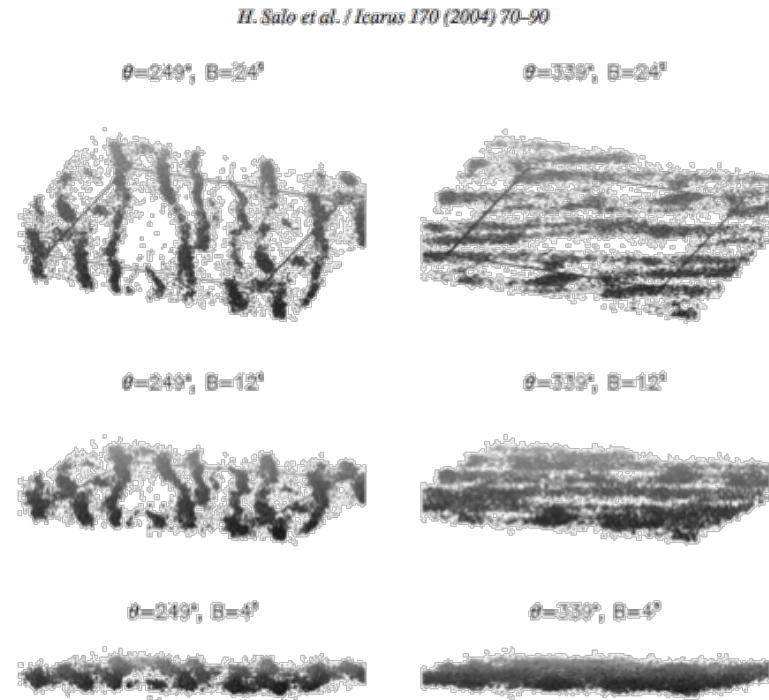 H. Salo et al. / Icarus 170 (2004) 70–90
θ=249°, B=24°
θ=339°, B=24°
θ=249°, B=12°
θ=339°, B=12°
θ=249°, B=4°
θ=339°, B=4°